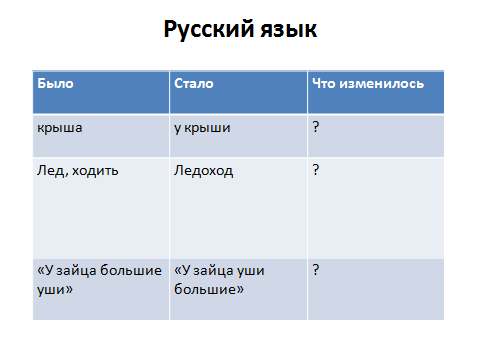 Русский язык
Было Стало Что изменилось
крыша у крыши ?
Лед, ходить Ледоход ?
«У зайца большие «У зайца уши ?
уши» большие»